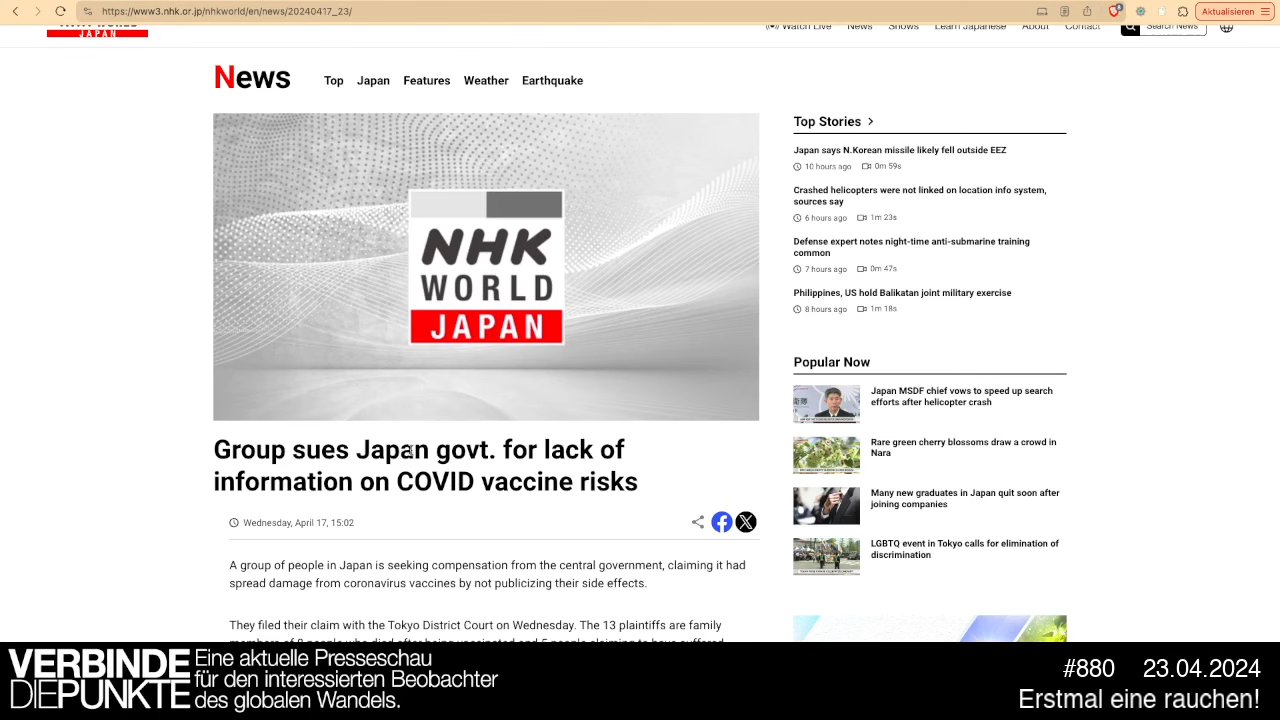 https://www3.nhk.or.jp/nhkworld/en/news/20240417_23/
Aktualisieren
JAPAN
Watch Live News Shows Learn Japanese About Contact Search News
News
Top Japan Features Weather Earthquake
NHK
WORLD
JAPAN
Group sues Japan govt. for lack of
information on COVID vaccine risks
Wednesday, April 17, 15:02
A group of people in Japan is seeking compensation from the central government, claiming it had
spread damage from coronavirus vaccines by not publicizing their side effects.
They filed their claim with the Tokyo District Court on Wednesday. The 13 plaintiffs are family
Top Stories
Japan says N.Korean missile likely fell outside EEZ
10 hours ago 0m 59s
Crashed helicopters were not linked on location info system,
sources say
6 hours ago 1m 23s
Defense expert notes night-time anti-submarine training
common
7 hours ago 0m 47s
Philippines, US hold Balikatan joint military exercise
8 hours ago 1m 18s
Popular Now
Japan MSDF chief vows to speed up search
efforts after helicopter crash
Rare green cherry blossoms draw a crowd in
Nara
Many new graduates in Japan quit soon after
joining companies
LGBTQ event in Tokyo calls for elimination of
discrimination
VERBINDE
DIEPUNKTE
Eine aktuelle Presseschau
für den interessierten Beobachter
des globalen Wandels.
#880 23.04.2024
Erstmal eine rauchen!